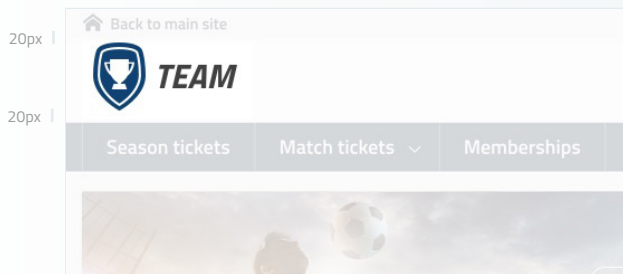 Back to main site
20px
TEAM
20px
Season tickets Match tickets Memberships